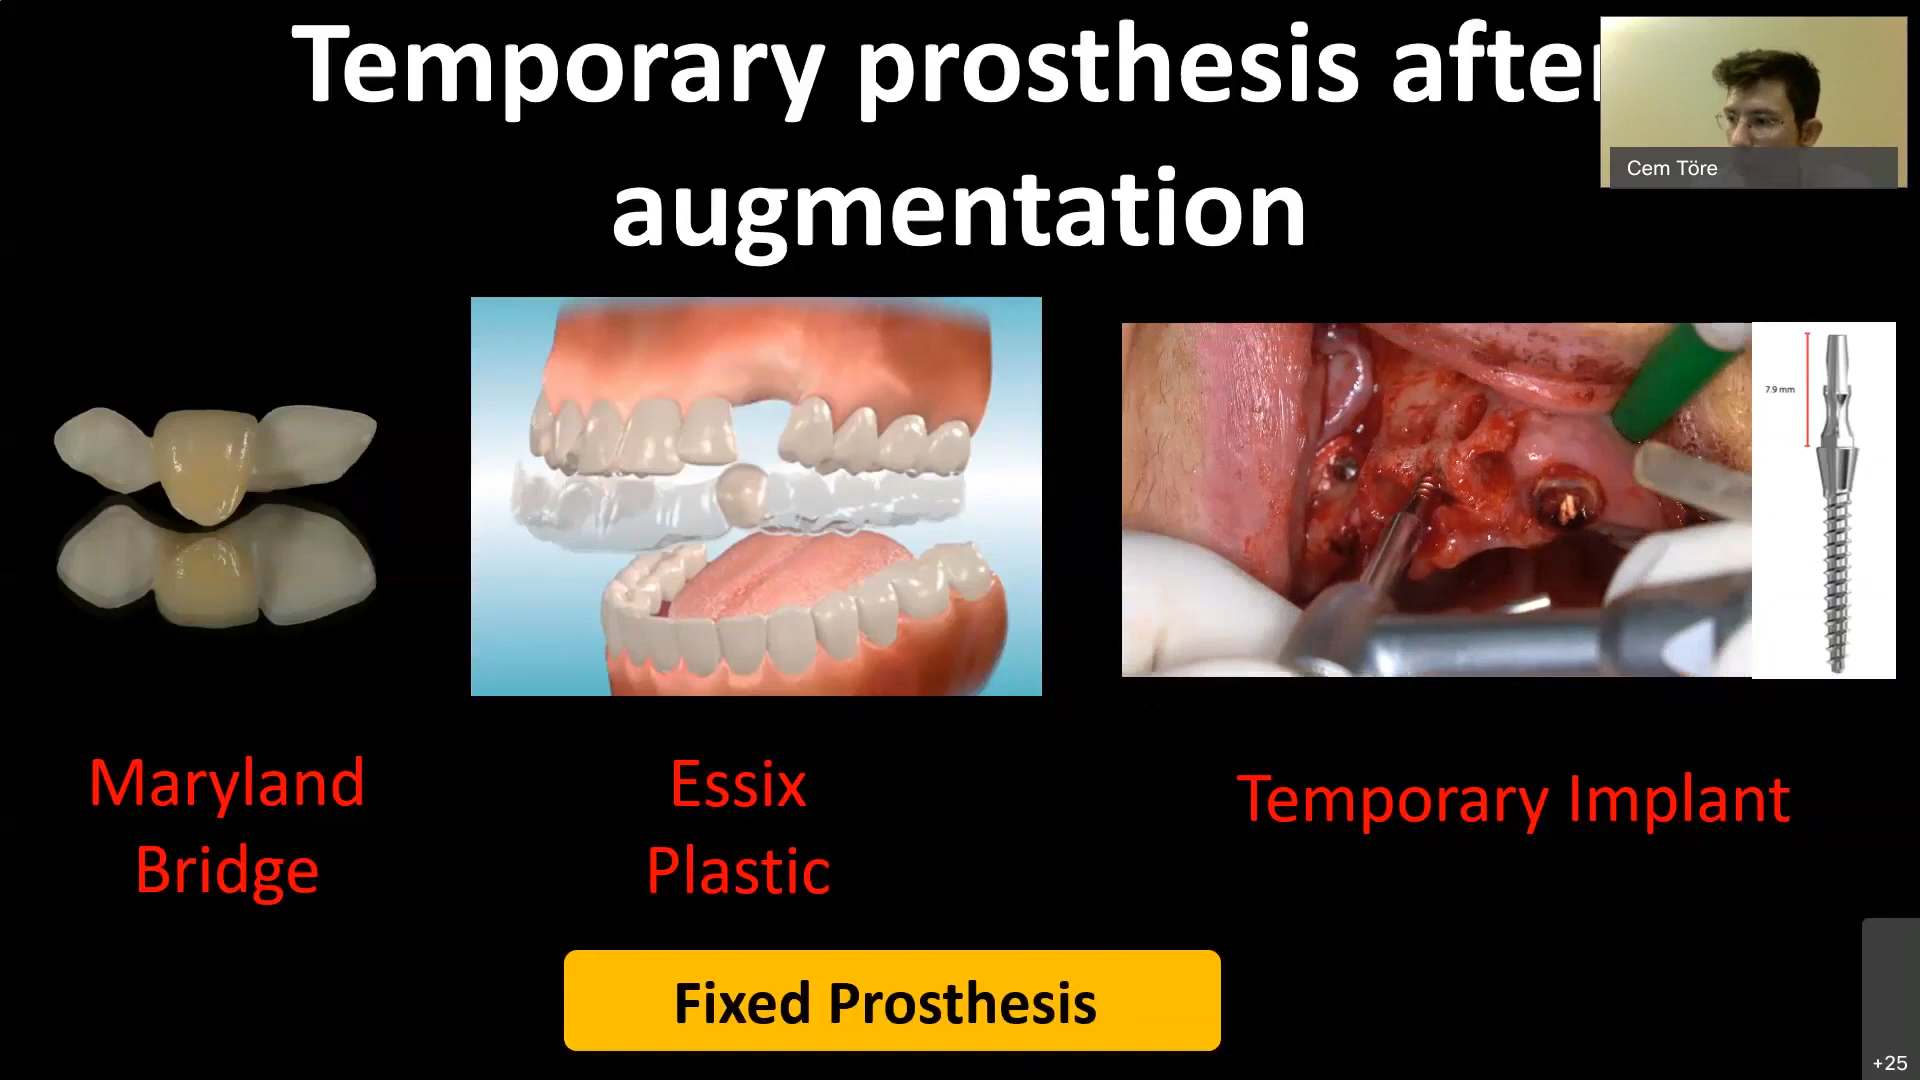 Temporary prosthesis after
augmentation
Cem Töre
7.9 mm
Maryland
Bridge
Essix
Plastic
Temporary Implant
Fixed Prosthesis
+25